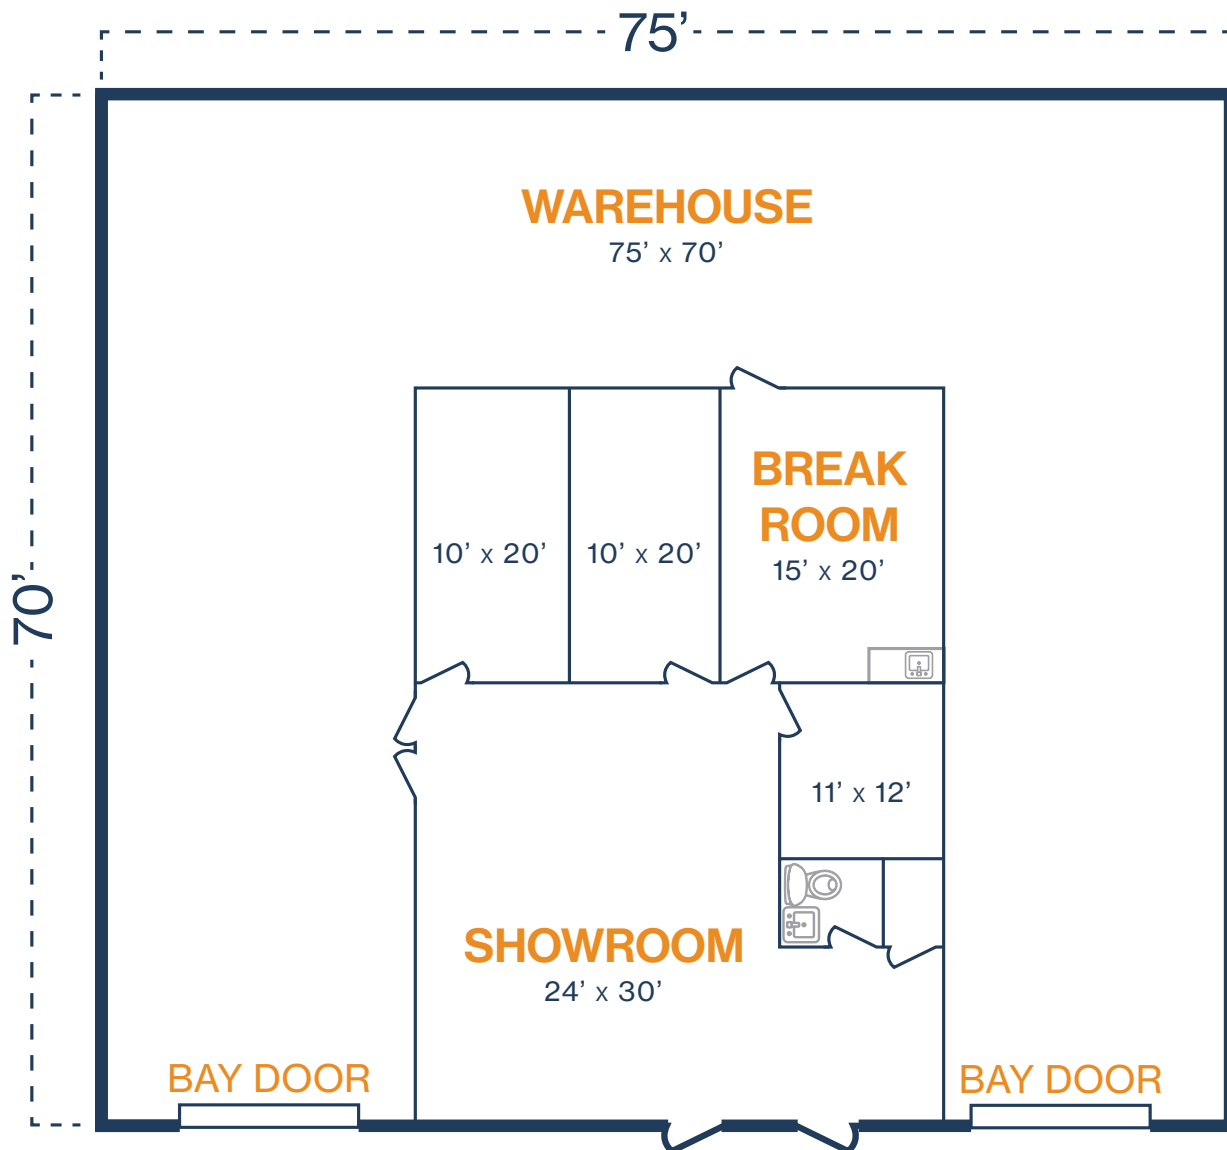 75’
WAREHOUSE
75’ x 70’
70’
10’ x 20’
10’ x 20’
BREAK
ROOM
15’ x 20’
11’ x 12’
SHOWROOM
24’ x 30’
BAY DOOR
BAY DOOR